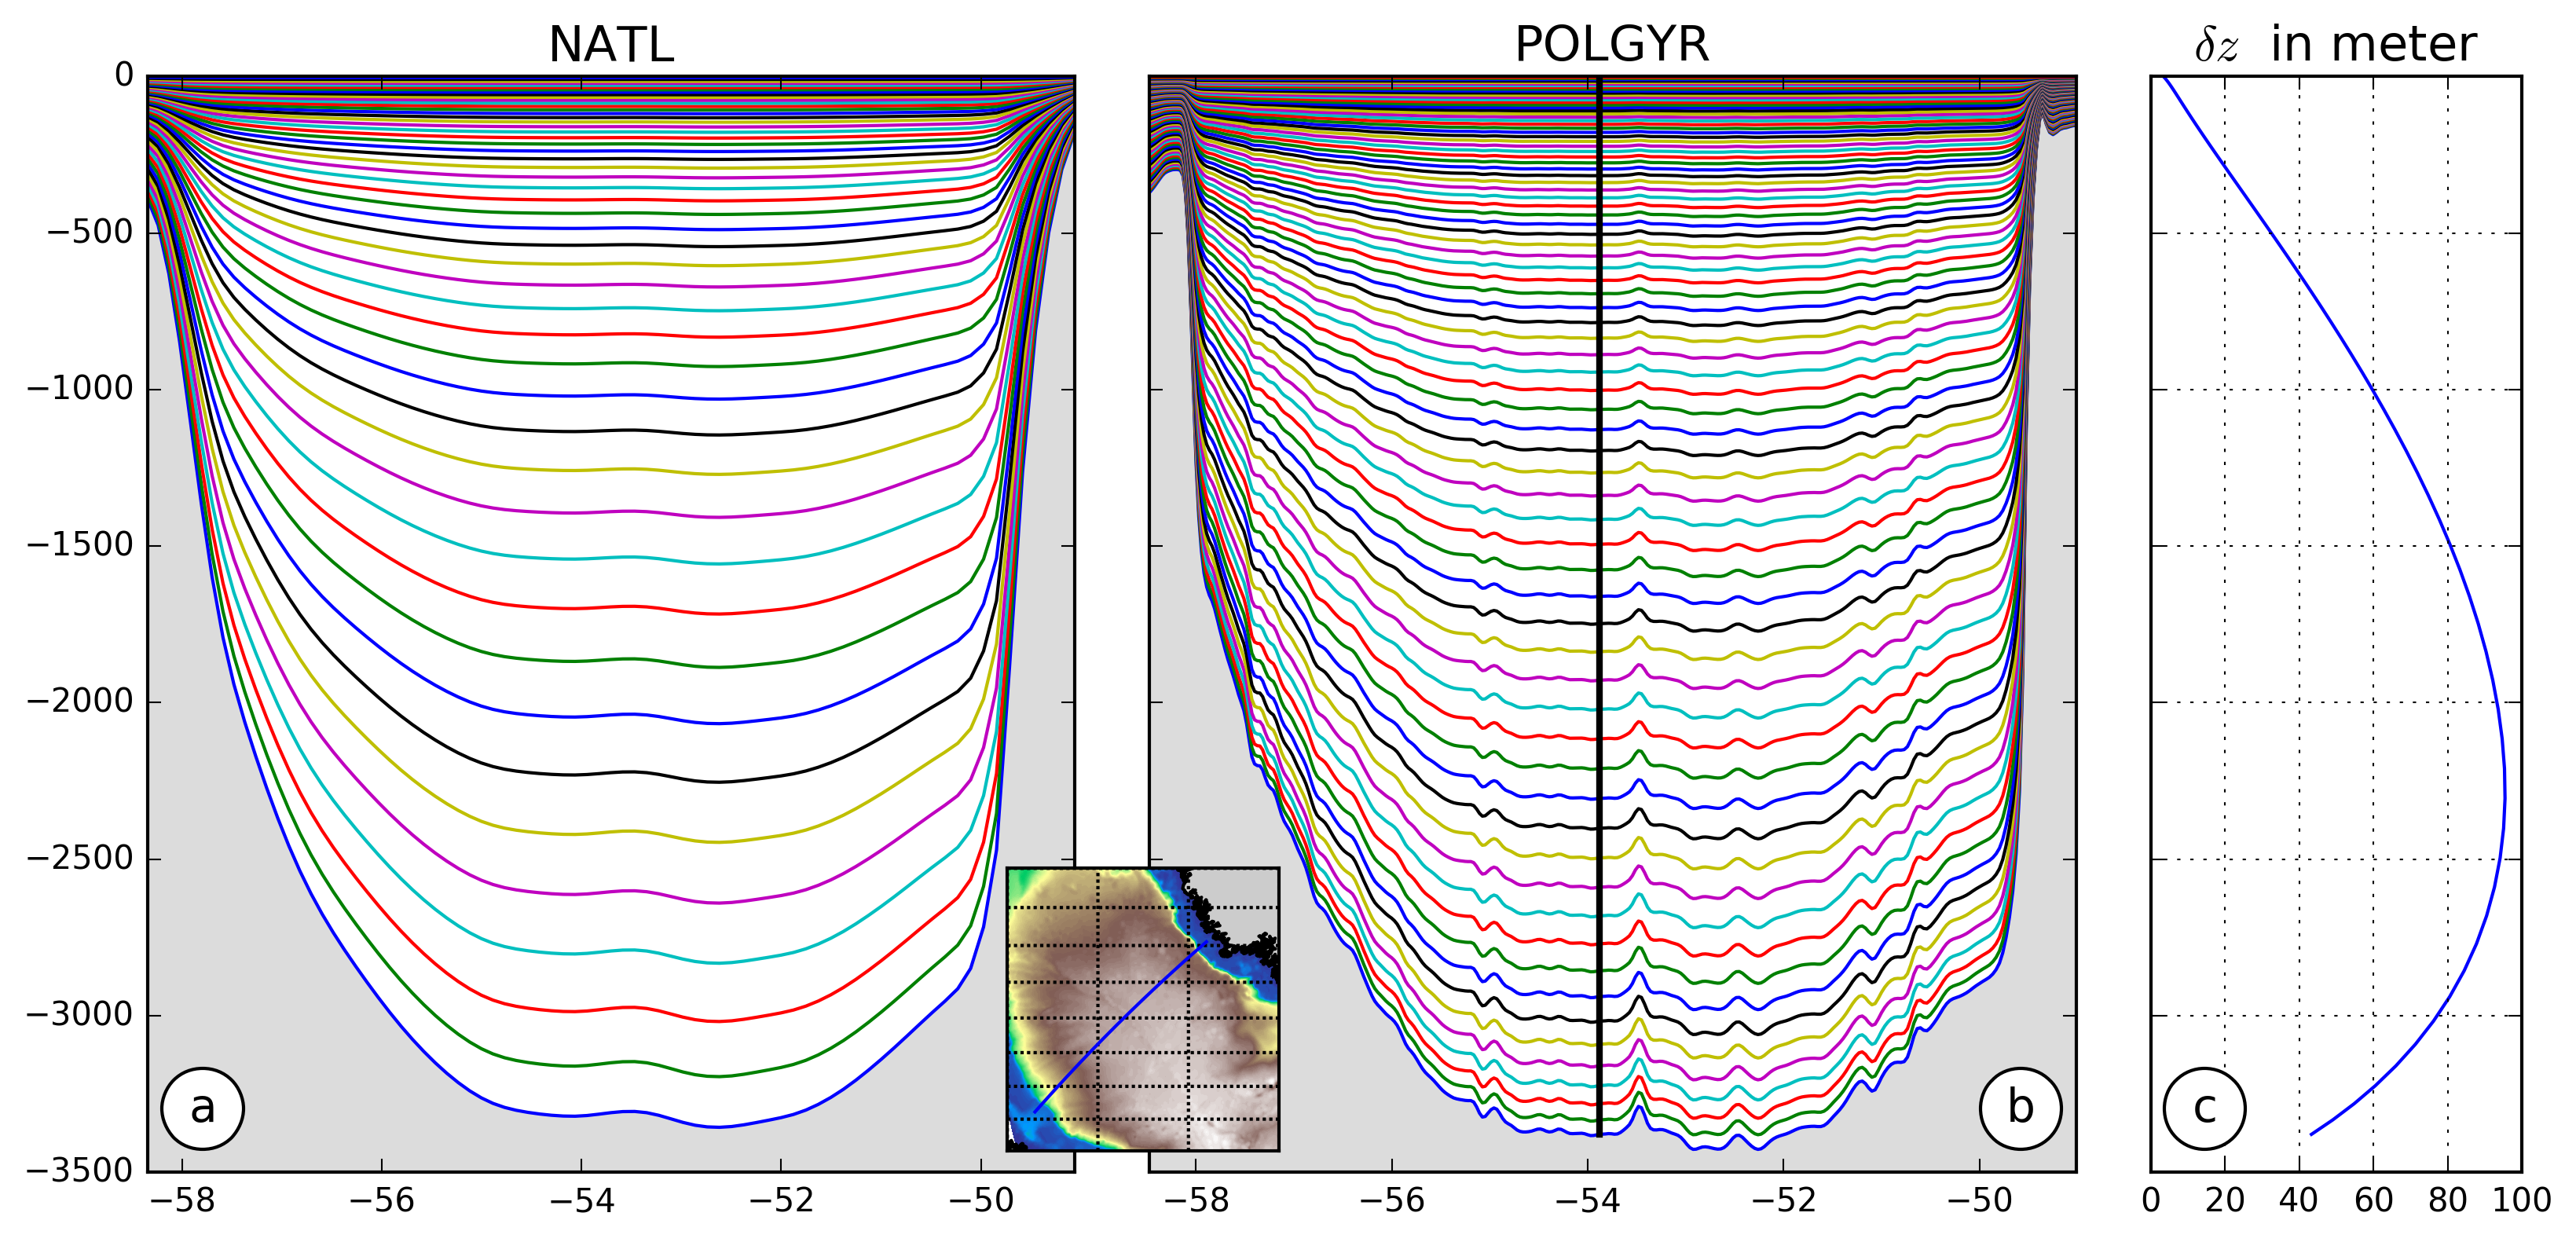 NATL
POLGYR
δz in meter
0
−500
−1000
−1500
−2000
−2500
−3000
−3500
a
b
c
−58 −56 −54 −52 −50
−58 −56 −54 −52 −50
0 20 40 60 80 100